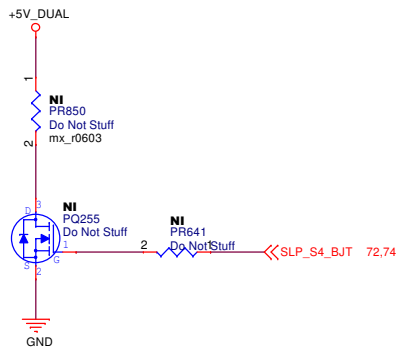 +5V_DUAL
1
NI
PR850
Do Not Stuff
mx_r0603
2
3
D
NI
PQ255
Do Not Stuff
1
G
S
2
NI
PR641
2
Do Not Stuff
1
SLP_S4_BJT 72,74
GND